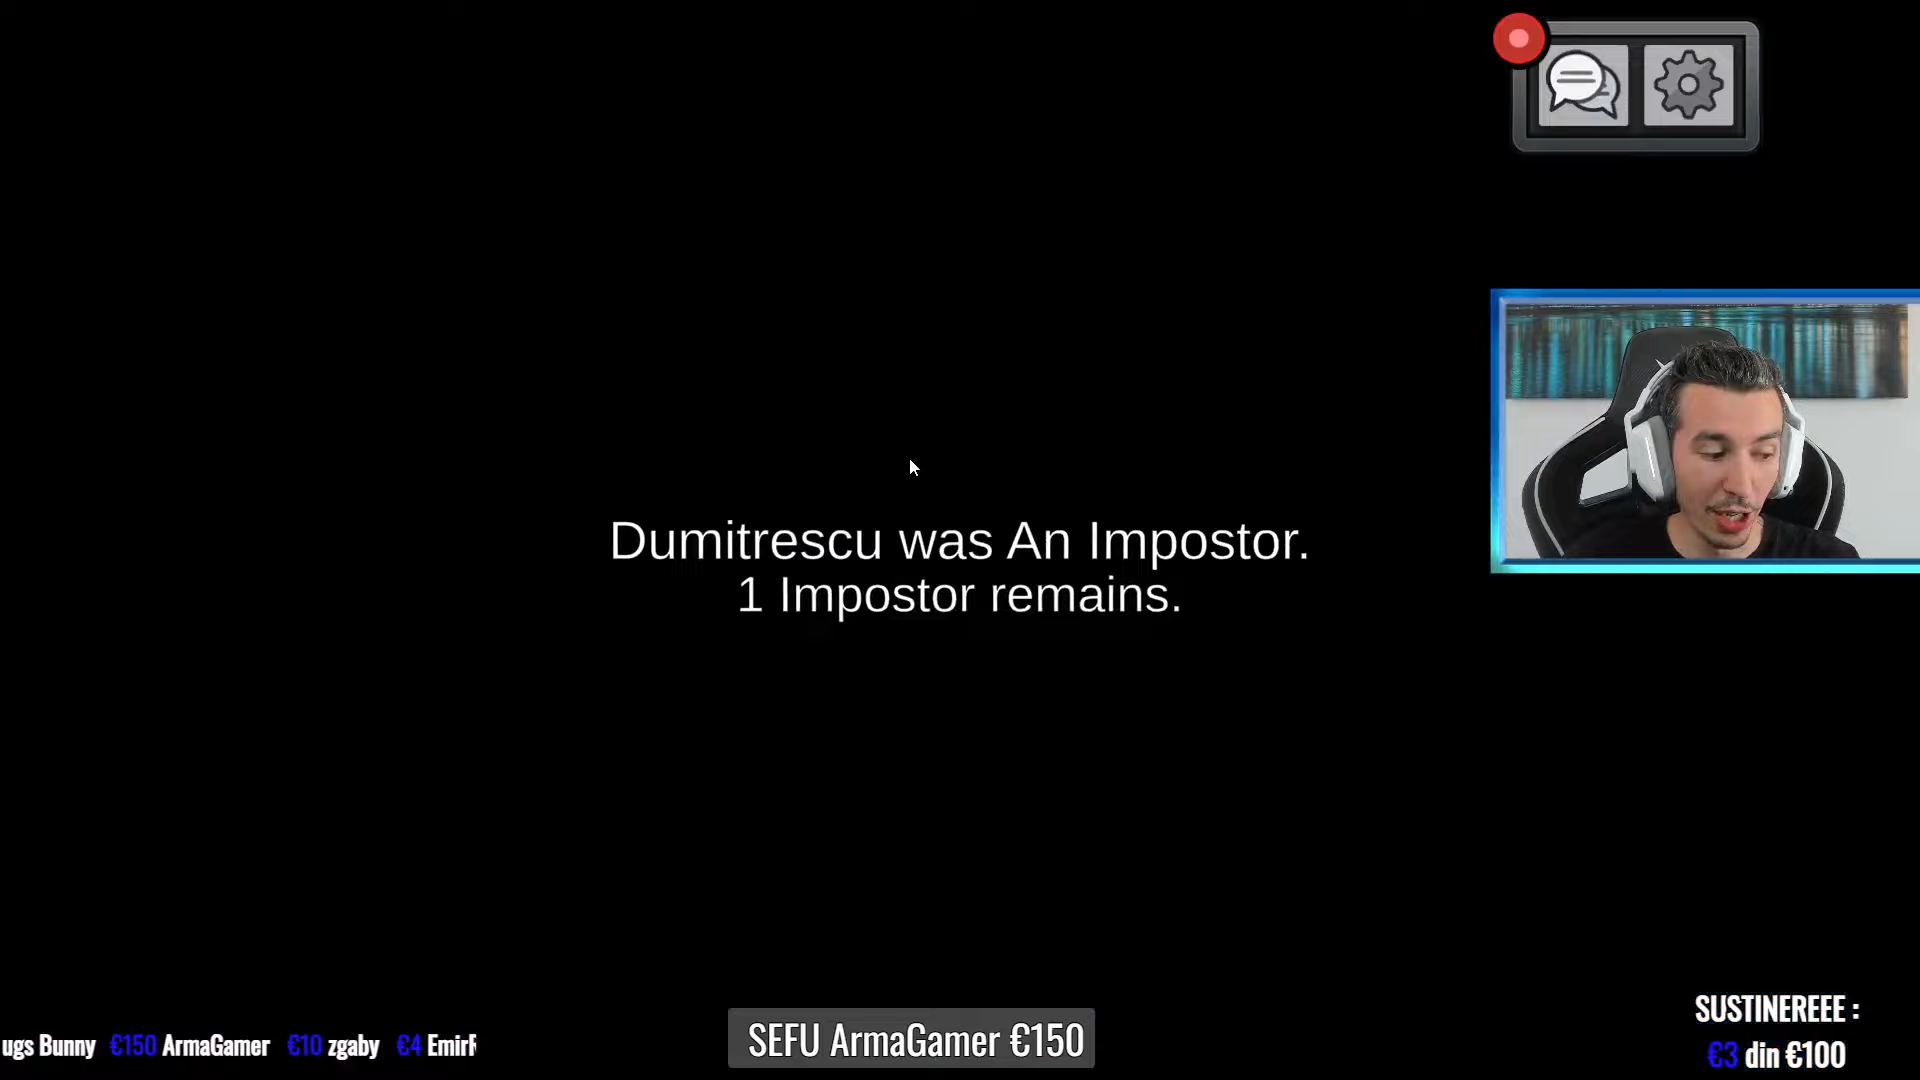 Dumitrescu was An Impostor.
1 Impostor remains.
SUSTINEREEE :
€3 din €100
ugs Bunny €150 ArmaGamer €10 zgaby €4 Emir
SEFU ArmaGamer €150